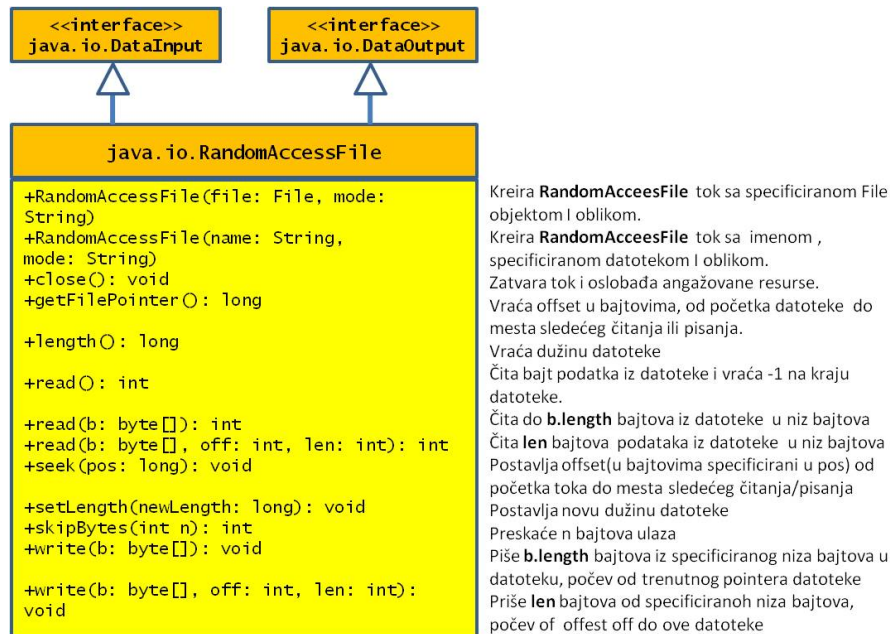 <<interface>>
java.io.DataInput
<<interface>>
java.io.DataOutput
java.io.RandomAccessFile
+RandomAccessFile(file: File, mode:
String)
+RandomAccessFile(name: String,
mode: String)
+close(): void
+getFilePointer(): long
+length(): long
+read(): int
+read(b: byte[]): int
+read(b: byte[], off: int, len: int): int
+seek(pos: long): void
+setLength(newLength: long): void
+skipBytes(int n): int
+write(b: byte[]): void
+write(b: byte[], off: int, len: int):
void
Kreira RandomAcceesFile tok sa specificiranom File
objektom I oblikom.
Kreira RandomAcceesFile tok sa imenom ,
specificiranom datotekom I oblikom.
Zatvara tok i oslobađa angažovane resurse.
Vraća offset u bajtovima, od početka datoteke do
mesta sledećeg čitanja ili pisanja.
Vraća dužinu datoteke
Čita bajt podatka iz datoteke i vraća -1 na kraju
datoteke.
Čita do b.length bajtova iz datoteke u niz bajtova
Čita len bajtova podataka iz datoteke u niz bajtova
Postavlja offset(u bajtovima specificirani u pos) od
početka toka do mesta sledećeg čitanja/pisanja
Postavlja novu dužinu datoteke
Preskaće n bajtova ulaza
Piše b.length bajtova iz specificiranog niza bajtova u
datoteku, počev od trenutnog pointera datoteke
Priše len bajtova od specificiranoh niza bajtova,
počev of offest off do ove datoteke